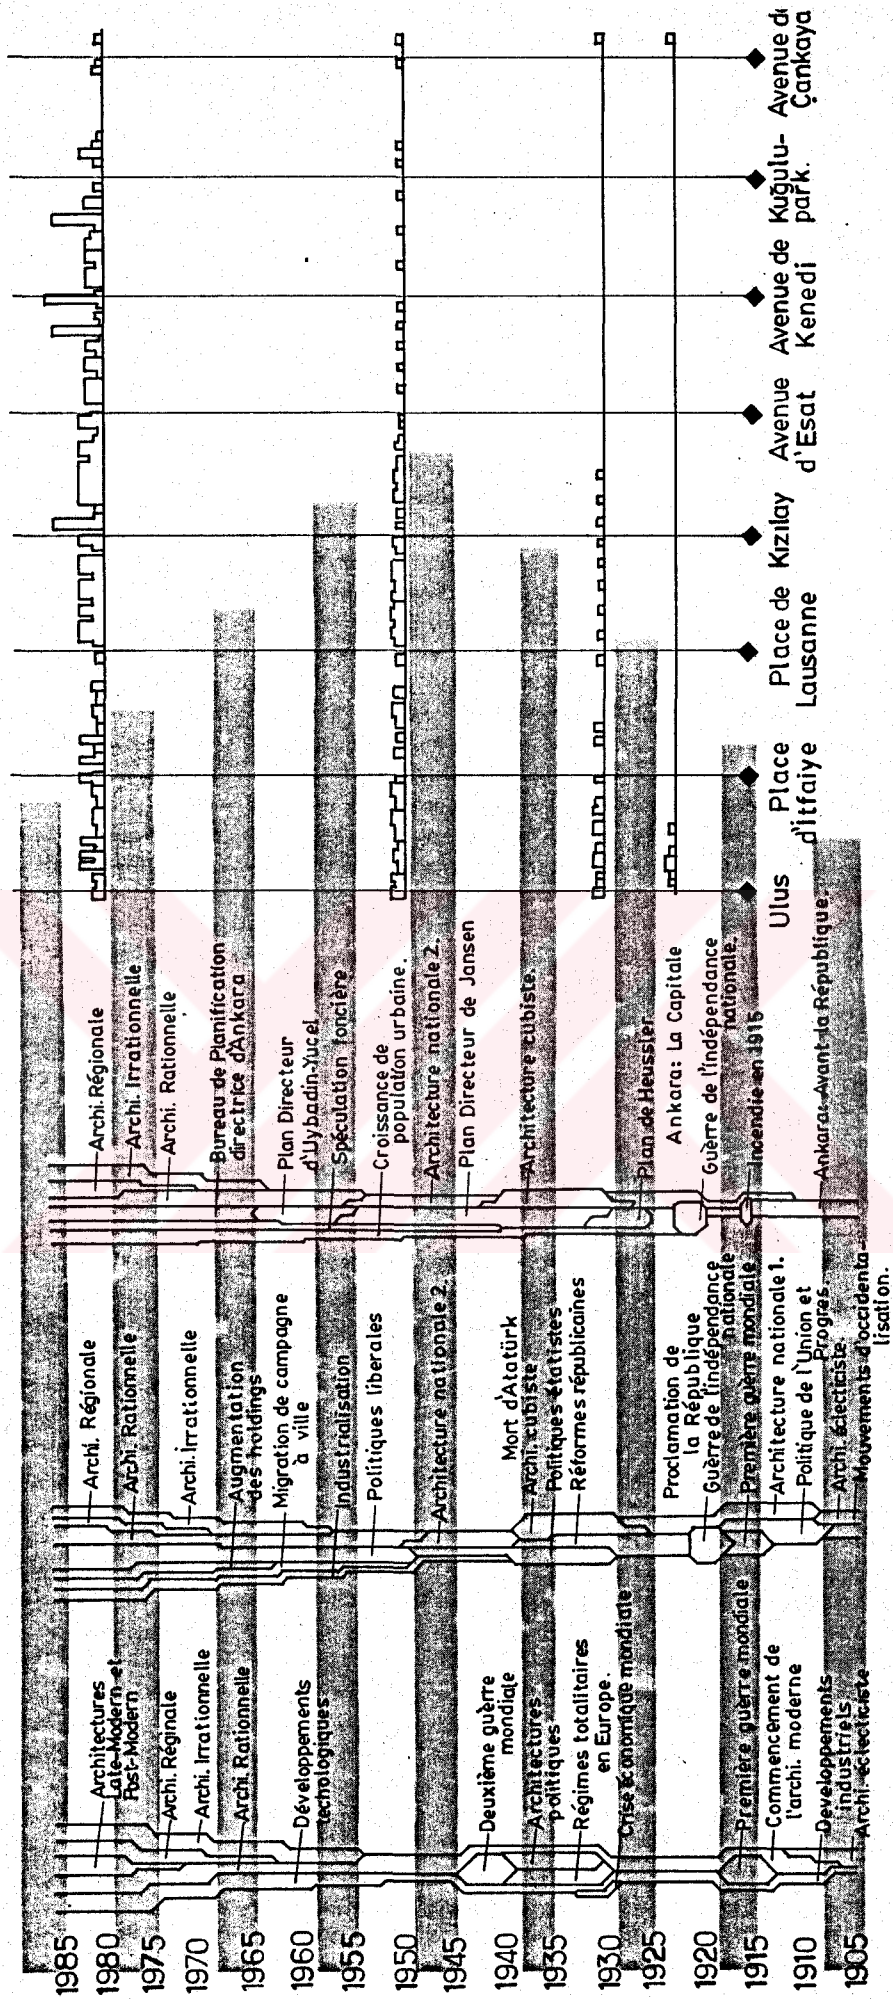 1985
1980
1975
1970
1965
1960
1955
1950
1945
1940
1935
1930
1925
1920
1915
1910
1905
Architectures
Late-Modern et
Post-Modern
Archi. Réginale
Archi. Irrationnelle
Archi. Rationnelle
Développements
technologiques
Deuxième guèrre
mondiale
Architectures
politiques
Régimes totalitaires
en Europe.
Crise économique mondiale
Première guèrre mondiale
Commencement de
l'archi. moderne
Developpements
industriels
Archi. éclecticiste
Archi. Régionale
Archi. Rationnelle
Archi. Irrationnelle
Augmentation
des holdings
Migration de campagne
à ville
Industrialisation
Politiques liberales
Architecture nationale 2.
Mort d'Atatürk
Archi. cubiste
Politiques étatistes
Réformes républicaines
Proclamation de
la République
Guèrre de l'indépendance
nationale
Première guèrre mondiale
Architecture nationale 1.
Politique de l'Union et
Progres.
Archi. éclecticiste
Mouvements d'occidenta-
lisation.
Archi. Régionale
Archi. Irrationnelle
Archi. Rationnelle
Bureau de Planification
directrice d'Ankara
Plan Directeur
d'Uybadin-Yucel
Spéculation foncière
Croissance de
population urbaine.
Architecture nationale 2.
Plan Directeur de Jansen
Architecture cubiste.
Plan de Heussler
Ankara: La Capitale
Guèrre de l'indépendance
nationale.
Incendie en 1915
Ankara: Avant la République.
Ulus
Place
d'Itfaiye
Place de
Lausanne
Kızılay
Avenue
d'Esat
Avenue de
Kenedi
Kuğulu-
park.
Avenue de
Çankaya